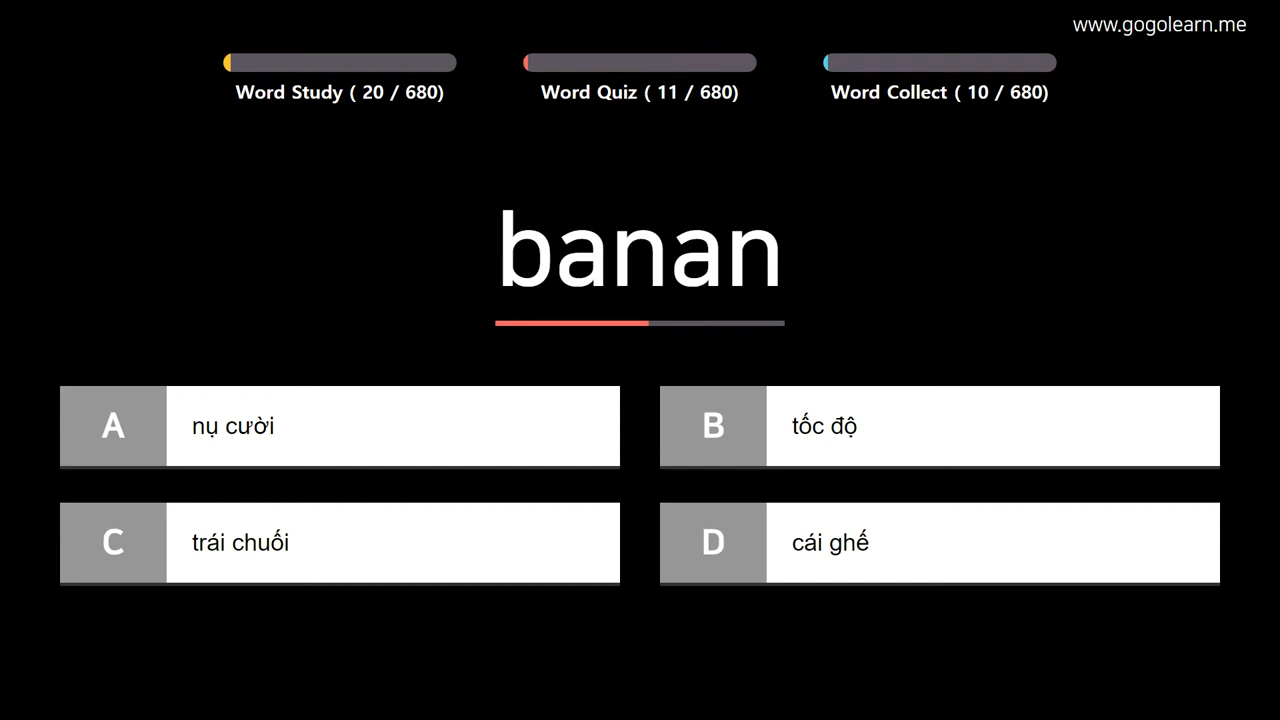 www.gogolearn.me
Word Study ( 20 / 680)
Word Quiz ( 11 / 680)
Word Collect ( 10 / 680)
banan
A nụ cười
B tốc độ
C trái chuối
D cái ghế